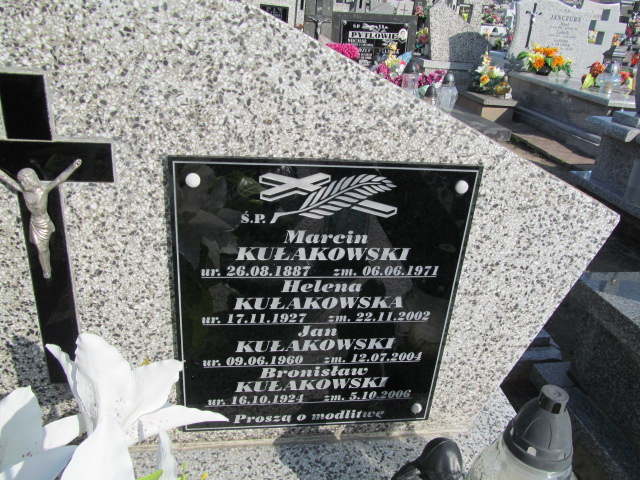 PYTLOWIE
MICHAŁ
Ś.P.
Marcin
KUŁAKOWSKI
ur. 26.08.1887 zm. 06.06.1971
Helena
KUŁAKOWSKA
ur. 17.11.1927 zm. 22.11.2002
Jan
KUŁAKOWSKI
ur. 09.06.1960 zm. 12.07.2004
Bronisław
KUŁAKOWSKI
ur. 16.10.1924 zm. 5.10.2006
Proszą o modlitwę